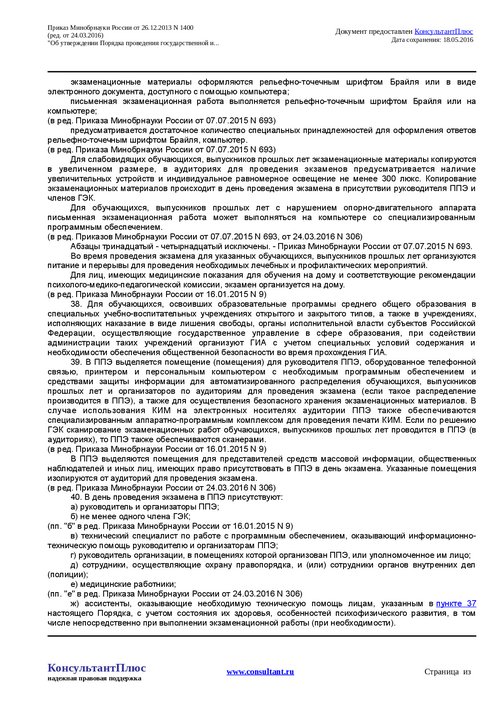 Приказ Минобрнауки России от 26.12.2013 N 1400
(ред. от 24.03.2016)
"Об утверждении Порядка проведения государственной и...
Документ предоставлен КонсультантПлюс
Дата сохранения: 18.05.2016
экзаменационные материалы оформляются рельефно-точечным шрифтом Брайля или в виде
электронного документа, доступного с помощью компьютера;
письменная экзаменационная работа выполняется рельефно-точечным шрифтом Брайля или на
компьютере;
(в ред. Приказа Минобрнауки России от 07.07.2015 N 693)
предусматривается достаточное количество специальных принадлежностей для оформления ответов
рельефно-точечным шрифтом Брайля, компьютер.
(в ред. Приказа Минобрнауки России от 07.07.2015 N 693)
Для слабовидящих обучающихся, выпускников прошлых лет экзаменационные материалы копируются
в увеличенном размере, в аудиториях для проведения экзаменов предусматривается наличие
увеличительных устройств и индивидуальное равномерное освещение не менее 300 люкс. Копирование
экзаменационных материалов происходит в день проведения экзамена в присутствии руководителя ППЭ и
членов ГЭК.
Для обучающихся, выпускников прошлых лет с нарушением опорно-двигательного аппарата
письменная экзаменационная работа может выполняться на компьютере со специализированным
программным обеспечением.
(в ред. Приказов Минобрнауки России от 07.07.2015 N 693, от 24.03.2016 N 306)
Абзацы тринадцатый - четырнадцатый исключены. - Приказ Минобрнауки России от 07.07.2015 N 693.
Во время проведения экзамена для указанных обучающихся, выпускников прошлых лет организуются
питание и перерывы для проведения необходимых лечебных и профилактических мероприятий.
Для лиц, имеющих медицинские показания для обучения на дому и соответствующие рекомендации
психолого-медико-педагогической комиссии, экзамен организуется на дому.
(в ред. Приказа Минобрнауки России от 16.01.2015 N 9)
38. Для обучающихся, освоивших образовательные программы среднего общего образования в
специальных учебно-воспитательных учреждениях открытого и закрытого типов, а также в учреждениях,
исполняющих наказание в виде лишения свободы, органы исполнительной власти субъектов Российской
Федерации, осуществляющие государственное управление в сфере образования, при содействии
администрации таких учреждений организуют ГИА с учетом специальных условий содержания и
необходимости обеспечения общественной безопасности во время прохождения ГИА.
39. В ППЭ выделяется помещение (помещения) для руководителя ППЭ, оборудованное телефонной
связью, принтером и персональным компьютером с необходимым программным обеспечением и
средствами защиты информации для автоматизированного распределения обучающихся, выпускников
прошлых лет и организаторов по аудиториям для проведения экзамена (если такое распределение
производится в ППЭ), а также для осуществления безопасного хранения экзаменационных материалов. В
случае использования КИМ на электронных носителях аудитории ППЭ также обеспечиваются
специализированным аппаратно-программным комплексом для проведения печати КИМ. Если по решению
ГЭК сканирование экзаменационных работ обучающихся, выпускников прошлых лет проводится в ППЭ (в
аудиториях), то ППЭ также обеспечиваются сканерами.
(в ред. Приказа Минобрнауки России от 16.01.2015 N 9)
В ППЭ выделяются помещения для представителей средств массовой информации, общественных
наблюдателей и иных лиц, имеющих право присутствовать в ППЭ в день экзамена. Указанные помещения
изолируются от аудиторий для проведения экзамена.
(в ред. Приказа Минобрнауки России от 24.03.2016 N 306)
40. В день проведения экзамена в ППЭ присутствуют:
а) руководитель и организаторы ППЭ;
б) не менее одного члена ГЭК;
(пп. "б" в ред. Приказа Минобрнауки России от 16.01.2015 N 9)
в) технический специалист по работе с программным обеспечением, оказывающий информационно-
техническую помощь руководителю и организаторам ППЭ;
г) руководитель организации, в помещениях которой организован ППЭ, или уполномоченное им лицо;
д) сотрудники, осуществляющие охрану правопорядка, и (или) сотрудники органов внутренних дел
(полиции);
е) медицинские работники;
(пп. "е" в ред. Приказа Минобрнауки России от 24.03.2016 N 306)
ж) ассистенты, оказывающие необходимую техническую помощь лицам, указанным в пункте 37
настоящего Порядка, с учетом состояния их здоровья, особенностей психофизического развития, в том
числе непосредственно при выполнении экзаменационной работы (при необходимости).
КонсультантПлюс
надежная правовая поддержка
www.consultant.ru
Страница из